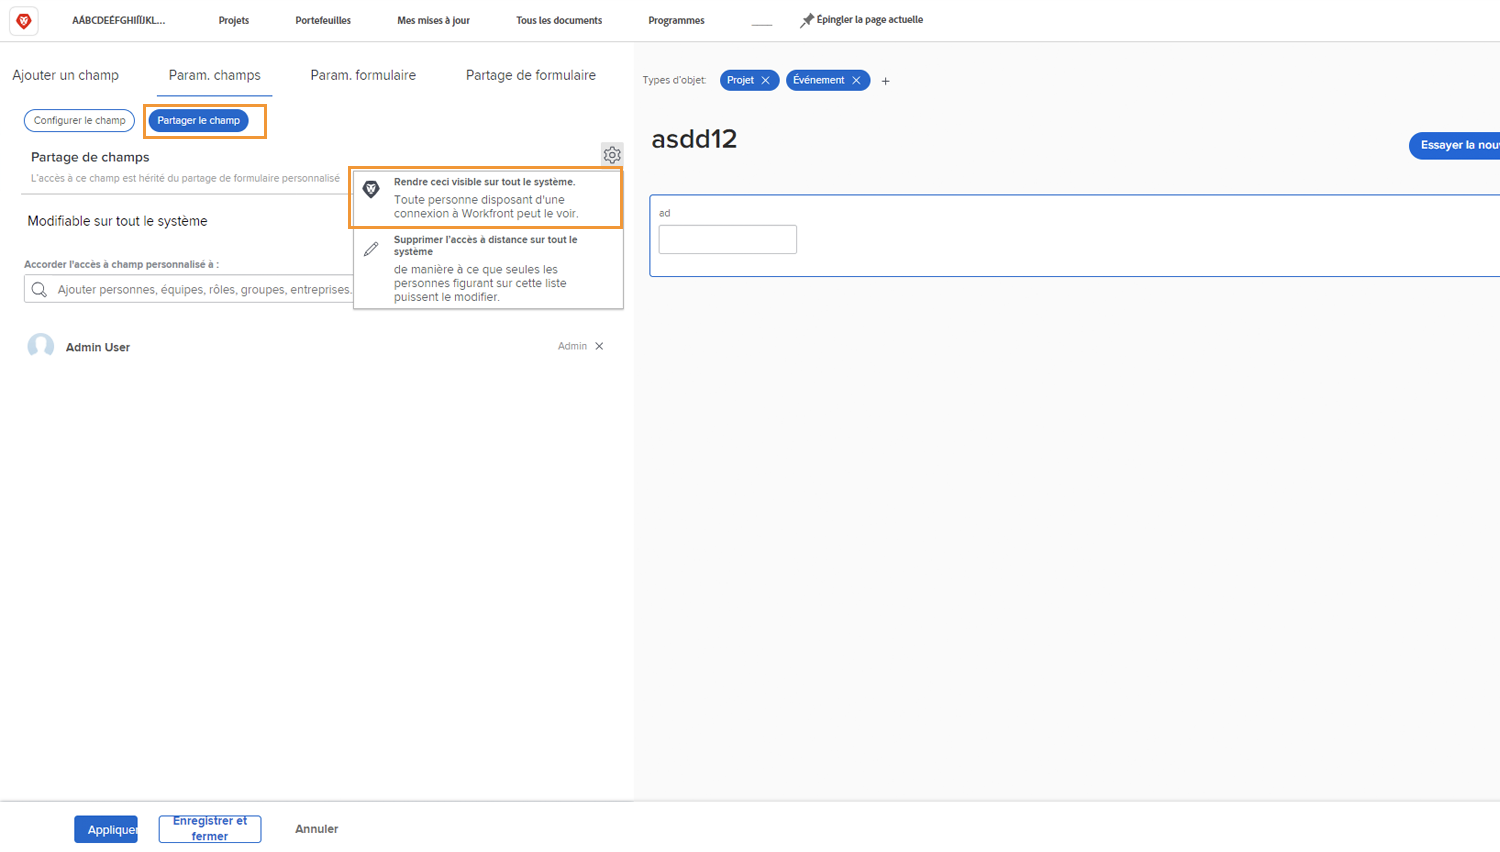 AÁBCDEÉFGHIÍÏJKL...
Projets
Portefeuilles
Mes mises à jour
Tous les documents
Programmes
Épingler la page actuelle
Ajouter un champ
Param. champs
Param. formulaire
Partage de formulaire
Types d'objet:
Projet
Événement
Configurer le champ
Partager le champ
asdd12
Essayer la nou
Partage de champs
L'accès à ce champ est hérité du partage de formulaire personnalisé
Rendre ceci visible sur tout le système.
Toute personne disposant d'une
connexion à Workfront peut le voir.
ad
Modifiable sur tout le système
Supprimer l'accès à distance sur tout le
système
de manière à ce que seules les
personnes figurant sur cette liste
puissent le modifier.
Accorder l'accès à champ personnalisé à :
Ajouter personnes, équipes, rôles, groupes, entreprises.
Admin User
Admin
Appliquer
Enregistrer et
fermer
Annuler